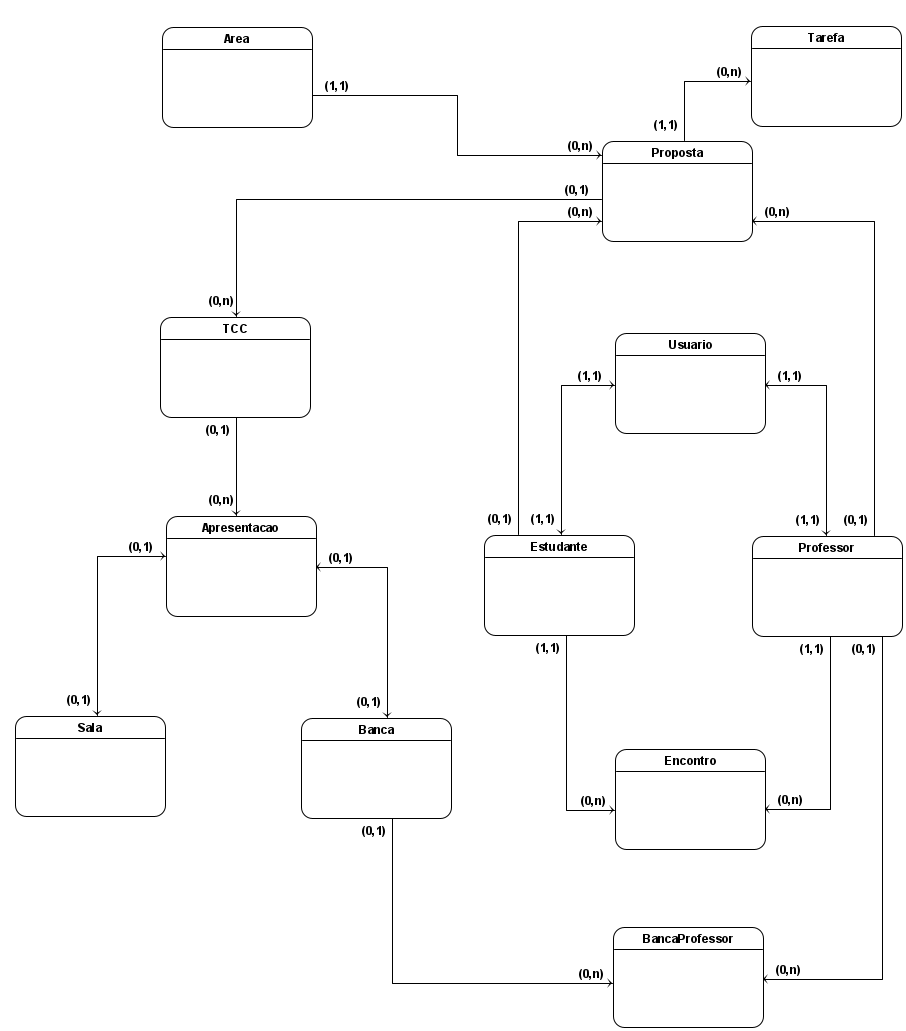 Area
Tarefa
(0,n)
(1,1)
(1,1)
(0,n)
Proposta
(0,1)
(0,n)
(0,n)
(0,n)
TCC
Usuario
(1,1)
(1,1)
(0,1)
(0,n)
(0,1)
(1,1)
(1,1)
(0,1)
Apresentacao
Estudante
Professor
(0,1)
(0,1)
(1,1)
(1,1)
(0,1)
(0,1)
(0,1)
Sala
Banca
Encontro
(0,n)
(0,n)
(0,1)
BancaProfessor
(0,n)
(0,n)